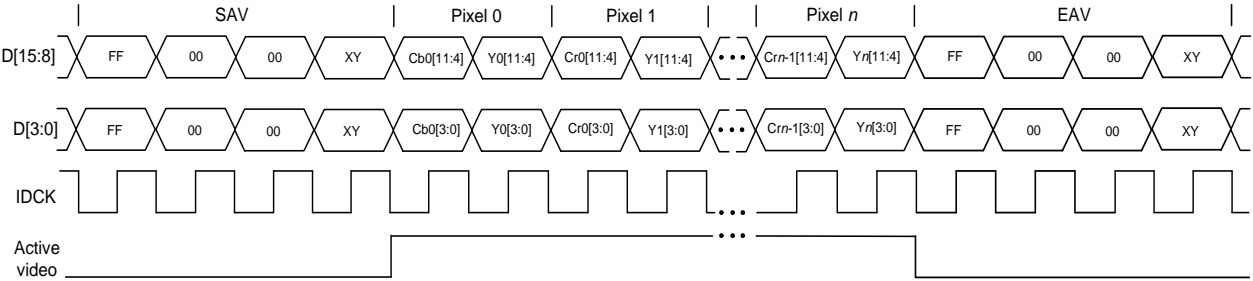 SAV Pixel 0 Pixel 1 Pixel n EAV
D[15:8] FF 00 00 XY Cb0[11:4] Y0[11:4] Cr0[11:4] Y1[11:4] ••• Crn-1[11:4] Yn[11:4] FF 00 00 XY
D[3:0] FF 00 00 XY Cb0[3:0] Y0[3:0] Cr0[3:0] Y1[3:0] ••• Crn-1[3:0] Yn[3:0] FF 00 00 XY
IDCK •••
Active •••
video